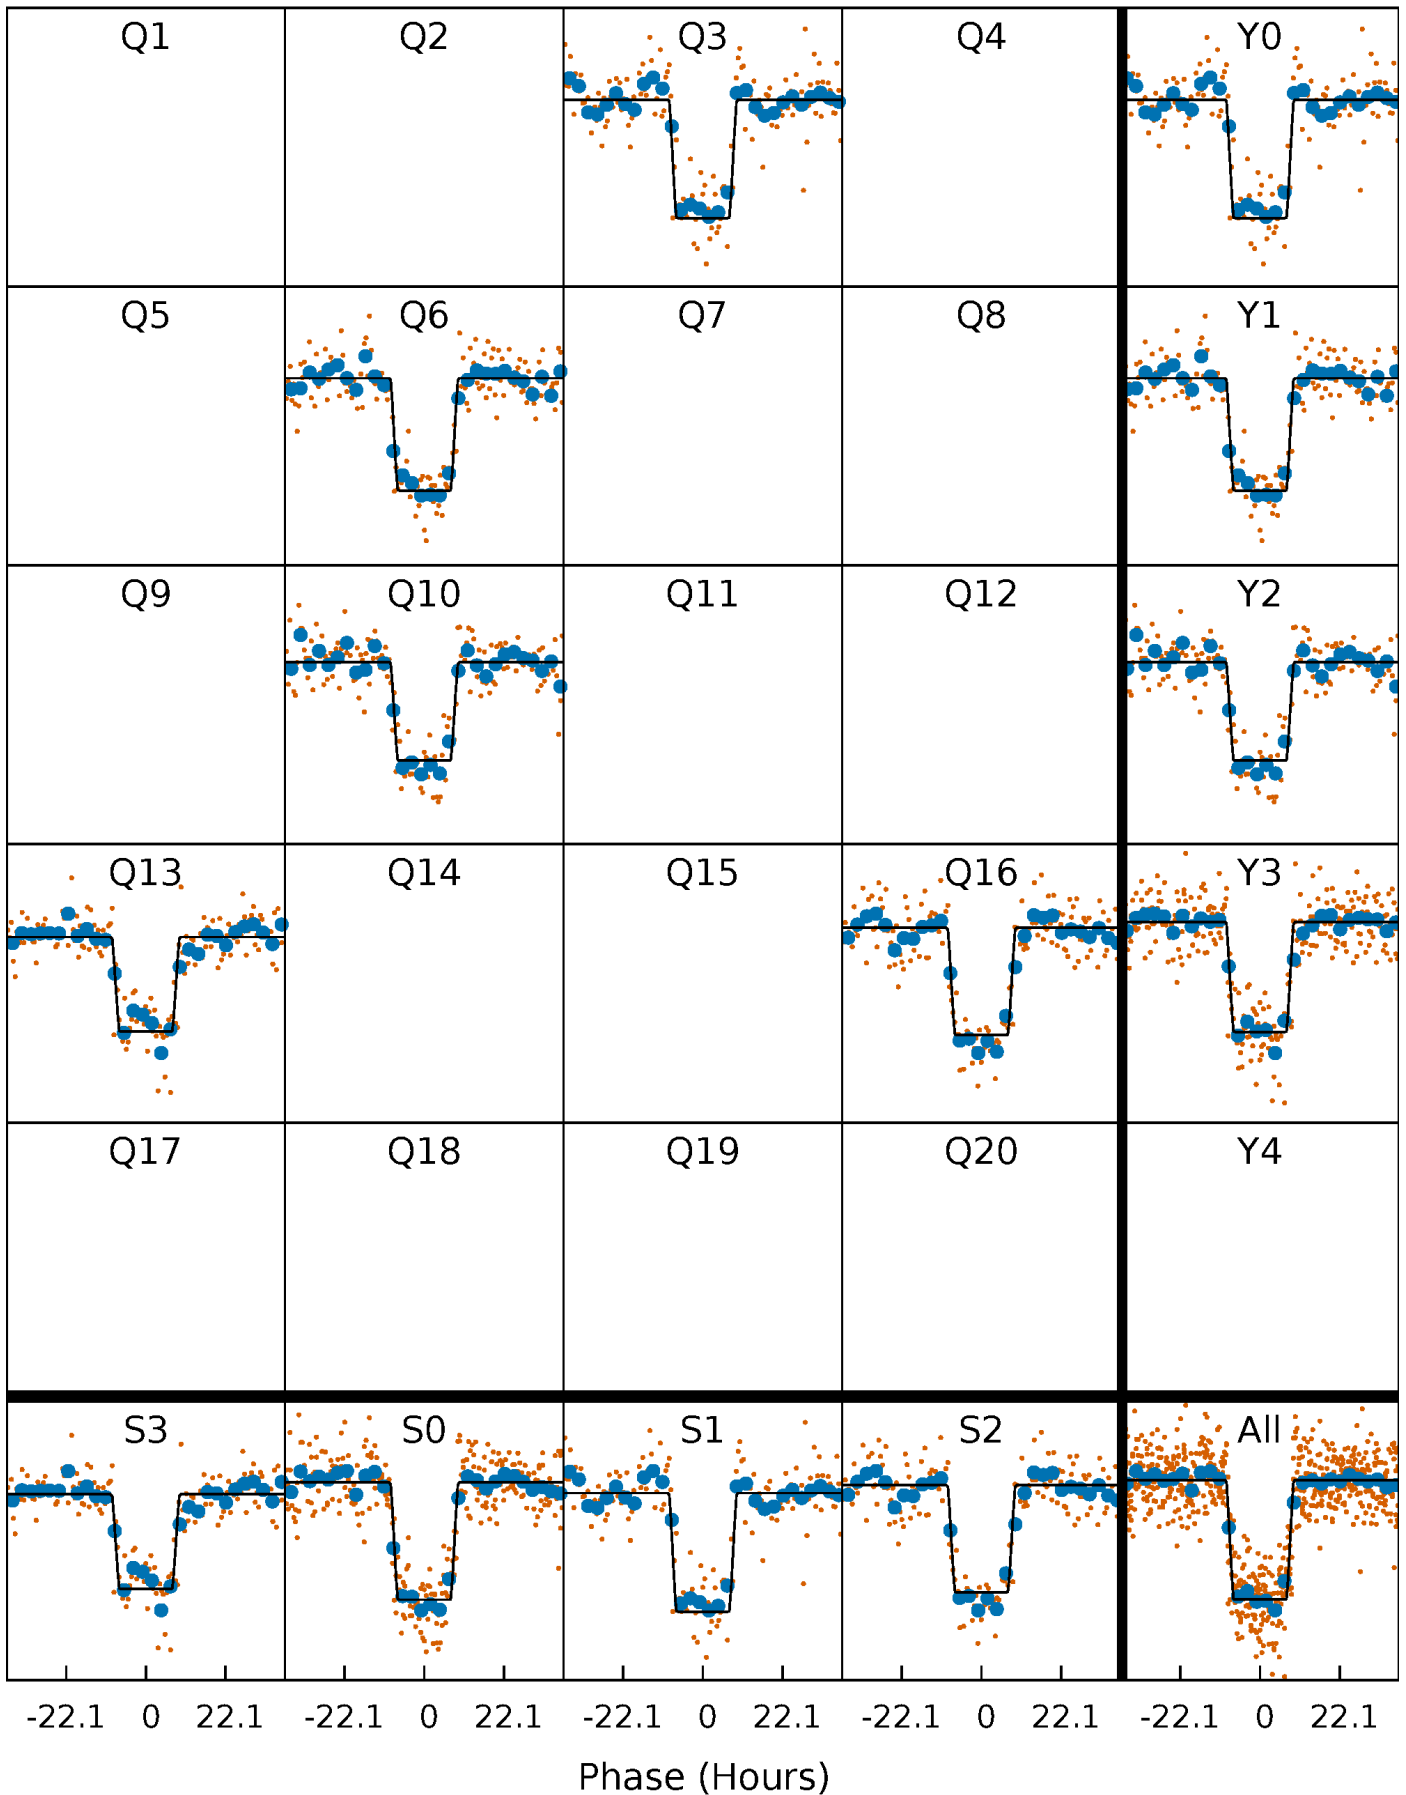 Q1 Q2 Q3 Q4 Y0
Q5 Q6 Q7 Q8 Y1
Q9 Q10 Q11 Q12 Y2
Q13 Q14 Q15 Q16 Y3
Q17 Q18 Q19 Q20 Y4
S3 S0 S1 S2 All
-22.1 0 22.1 -22.1 0 22.1 -22.1 0 22.1 -22.1 0 22.1 -22.1 0 22.1
Phase (Hours)